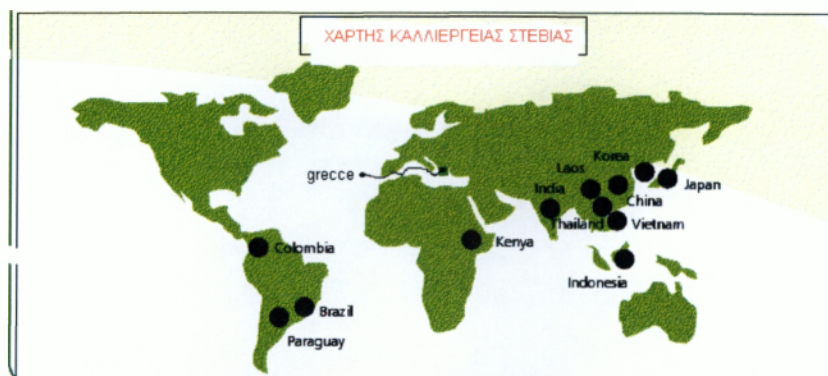 ΧΑΡΤΗΣ ΚΑΛΛΙΕΡΓΕΙΑΣ ΣΤΕΒΙΑΣ
Korea
Laos
grecce
Japan
India
China
Thailand
Vietnam
Colombia
Kenya
Indonesia
Brazil
Paraguay